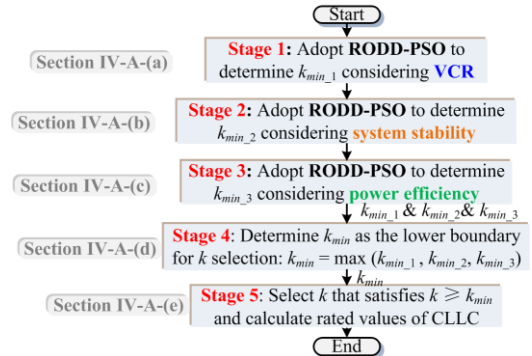 Start
Section IV-A-(a)
Stage 1: Adopt RODD-PSO to
determine k_min_1 considering VCR
Section IV-A-(b)
Stage 2: Adopt RODD-PSO to determine
k_min_2 considering system stability
Section IV-A-(c)
Stage 3: Adopt RODD-PSO to determine
k_min_3 considering power efficiency
k_min_1 & k_min_2 & k_min_3
Section IV-A-(d)
Stage 4: Determine k_min as the lower boundary
for k selection: k_min = max (k_min_1 , k_min_2, k_min_3)
k_min
Section IV-A-(e)
Stage 5: Select k that satisfies k ⩾ k_min
and calculate rated values of CLLC
End